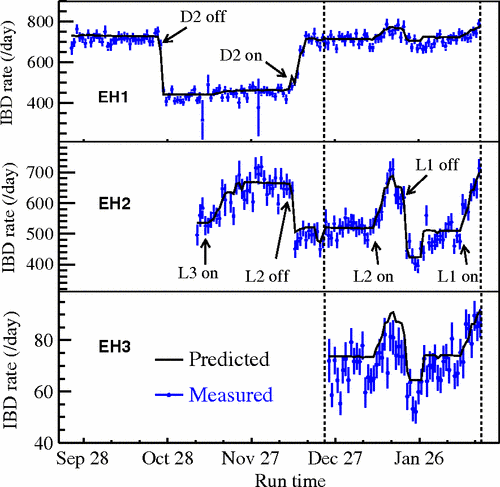 IBD rate (/day)
800
600
400
D2 off
D2 on
EH1
IBD rate (/day)
700
600
500
400
EH2
L3 on
L2 off
L2 on
L1 off
L1 on
IBD rate (/day)
80
60
40
EH3
Predicted
Measured
Sep 28
Oct 28
Nov 27
Dec 27
Jan 26
Run time